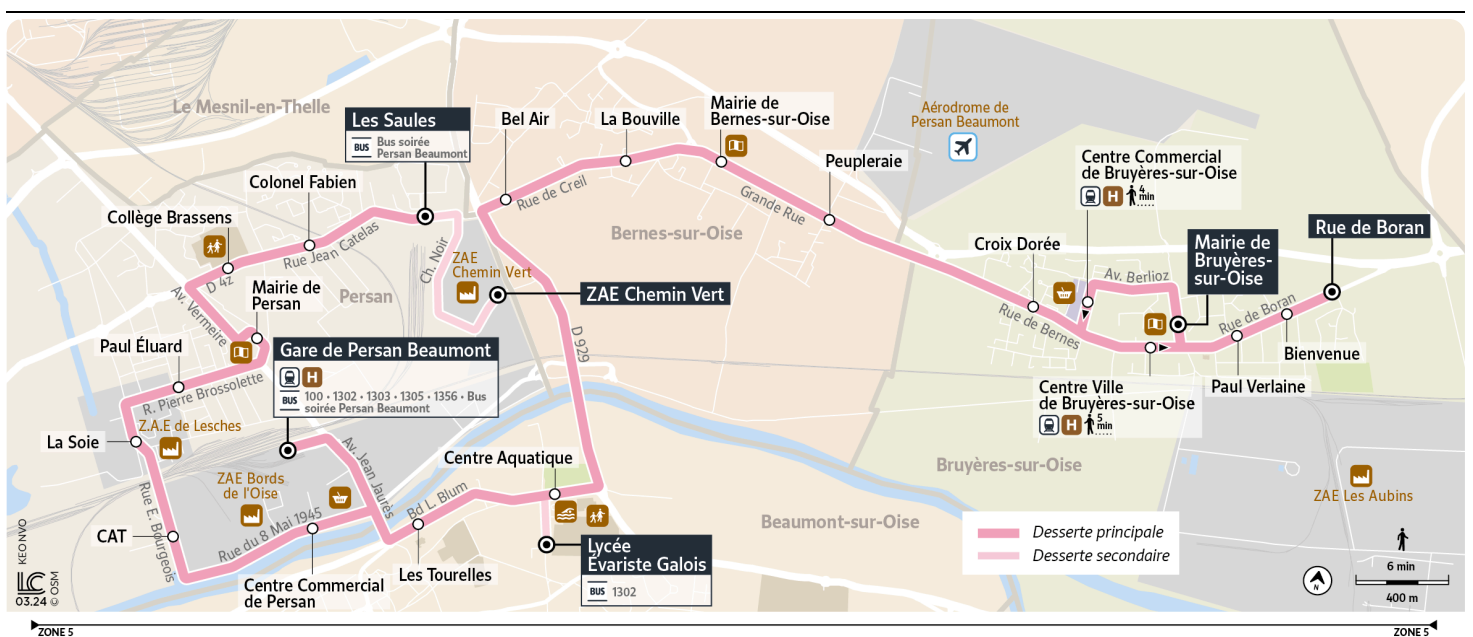 Le Mesnil-en-Thelle
Les Saules
BUS Bus soirée
Persan Beaumont
Bel Air
La Bouville
Mairie de
Bernes-sur-Oise
Aérodrome de
Persan Beaumont
Peupleraie
Centre Commercial
de Bruyères-sur-Oise
H 4
min
Colonel Fabien
Collège Brassens
Rue Jean Catelas
D 4z
Rue de Creil
Grande Rue
Bernes-sur-Oise
Croix Dorée
Mairie de
Bruyères-
sur-Oise
Rue de Boran
Ch. Noir
ZAE
Chemin Vert
ZAE Chemin Vert
Av. Berlioz
Mairie de
Persan
Persan
Av. Vermeire
Rue de Bernes
Rue de Boran
Bienvenue
Paul Éluard
Gare de Persan Beaumont
H
BUS 100 • 1302 • 1303 • 1305 • 1356 • Bus
soirée Persan Beaumont
D 929
Centre Ville
de Bruyères-sur-Oise
H 5
min
Paul Verlaine
R. Pierre Brossolette
Z.A.E de Lesches
La Soie
Av. Jean Jaurès
Centre Aquatique
Bruyères-sur-Oise
ZAE Bords
de l'Oise
Bd L. Blum
ZAE Les Aubins
Rue E. Bourgeois
Rue du 8 Mai 1945
CAT
Beaumont-sur-Oise
Les Tourelles
Centre Commercial
de Persan
Lycée
Évariste Galois
BUS 1302
Desserte principale
Desserte secondaire
N
6 min
400 m
KEONVO
LC
03.24 © OSM
ZONE 5
ZONE 5